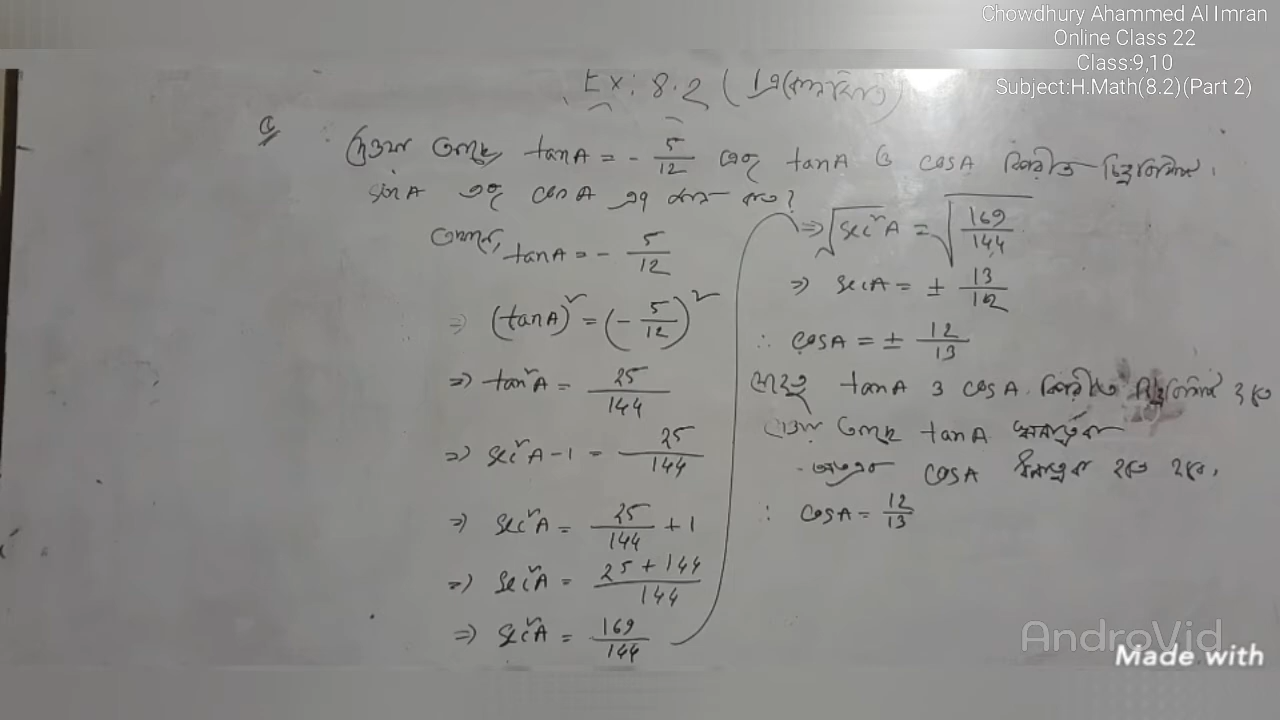 Chowdhury Ahammed Al Imran
Online Class 22
Class:9,10
Subject:H.Math(8.2)(Part 2)
Ex: 8.2 (ত্রিকোণমিতি)
দেওয়া আছে, tanA = - 5/12 এবং tanA ও cosA বিপরীত চিহ্নবিশিষ্ট।
sinA এবং cosA এর মান কত?
tanA = - 5/12
⇒ (tanA)² = (- 5/12)²
⇒ tan²A = 25/144
⇒ sec²A - 1 = 25/144
⇒ sec²A = 25/144 + 1
⇒ sec²A = 25 + 144/144
⇒ sec²A = 169/144
⇒ √sec²A = √169/144
⇒ secA = ± 13/12
∴ cosA = ± 12/13
যেহেতু tanA ও cosA বিপরীত চিহ্নবিশিষ্ট
দেওয়া আছে tanA ঋণাত্মক
অতএব cosA ধনাত্মক হতে হবে।
∴ cosA = 12/13
AndroVid
Made with